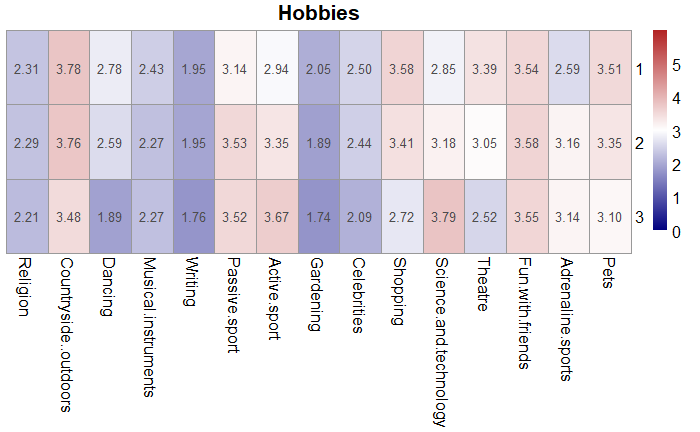 Hobbies
2.31 3.78 2.78 2.43 1.95 3.14 2.94 2.05 2.50 3.58 2.85 3.39 3.54 2.59 3.51 1
2.29 3.76 2.59 2.27 1.95 3.53 3.35 1.89 2.44 3.41 3.18 3.05 3.58 3.16 3.35 2
2.21 3.48 1.89 2.27 1.76 3.52 3.67 1.74 2.09 2.72 3.79 2.52 3.55 3.14 3.10 3
Religion
Countryside..outdoors
Dancing
Musical.instruments
Writing
Passive.sport
Active.sport
Gardening
Celebrities
Shopping
Science.and.technology
Theatre
Fun.with.friends
Adrenaline.sports
Pets
5
4
3
2
1
0